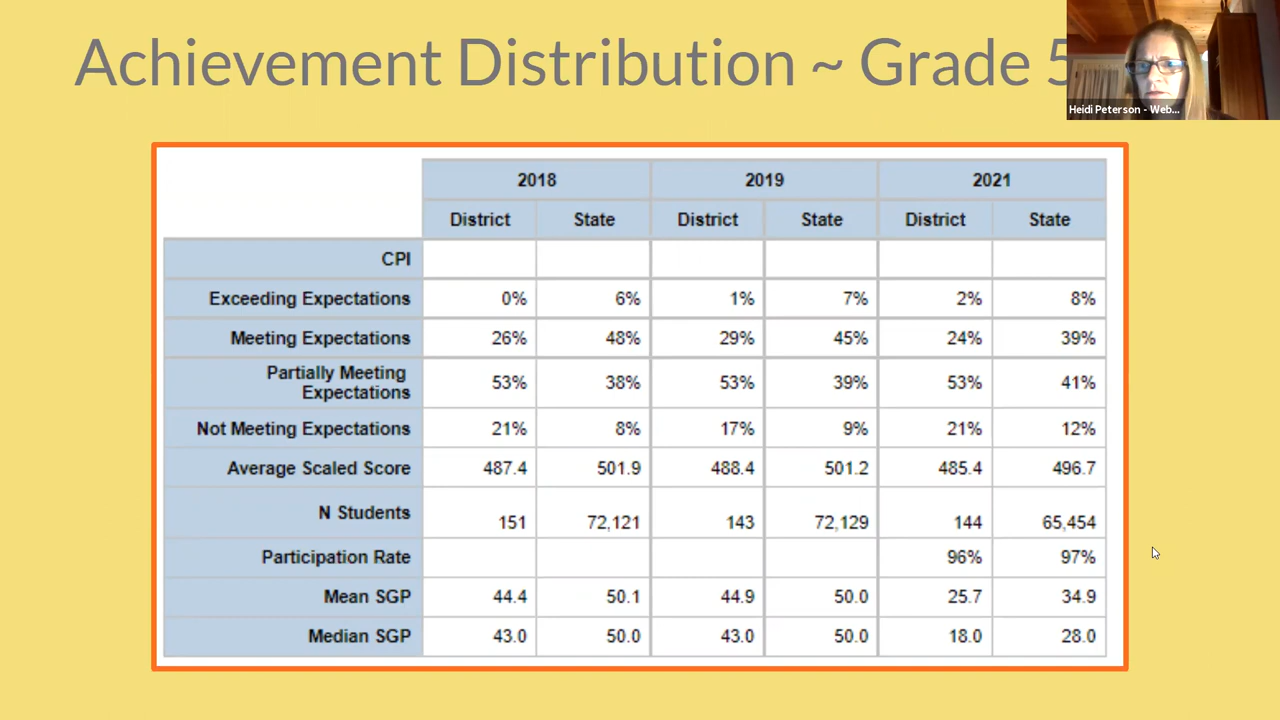 Achievement Distribution ~ Grade 5
Heidi Peterson - Web...
2018 2019 2021
District State District State District State
CPI
Exceeding Expectations 0% 6% 1% 7% 2% 8%
Meeting Expectations 26% 48% 29% 45% 24% 39%
Partially Meeting
Expectations 53% 38% 53% 39% 53% 41%
Not Meeting Expectations 21% 8% 17% 9% 21% 12%
Average Scaled Score 487.4 501.9 488.4 501.2 485.4 496.7
N Students 151 72,121 143 72,129 144 65,454
Participation Rate 96% 97%
Mean SGP 44.4 50.1 44.9 50.0 25.7 34.9
Median SGP 43.0 50.0 43.0 50.0 18.0 28.0